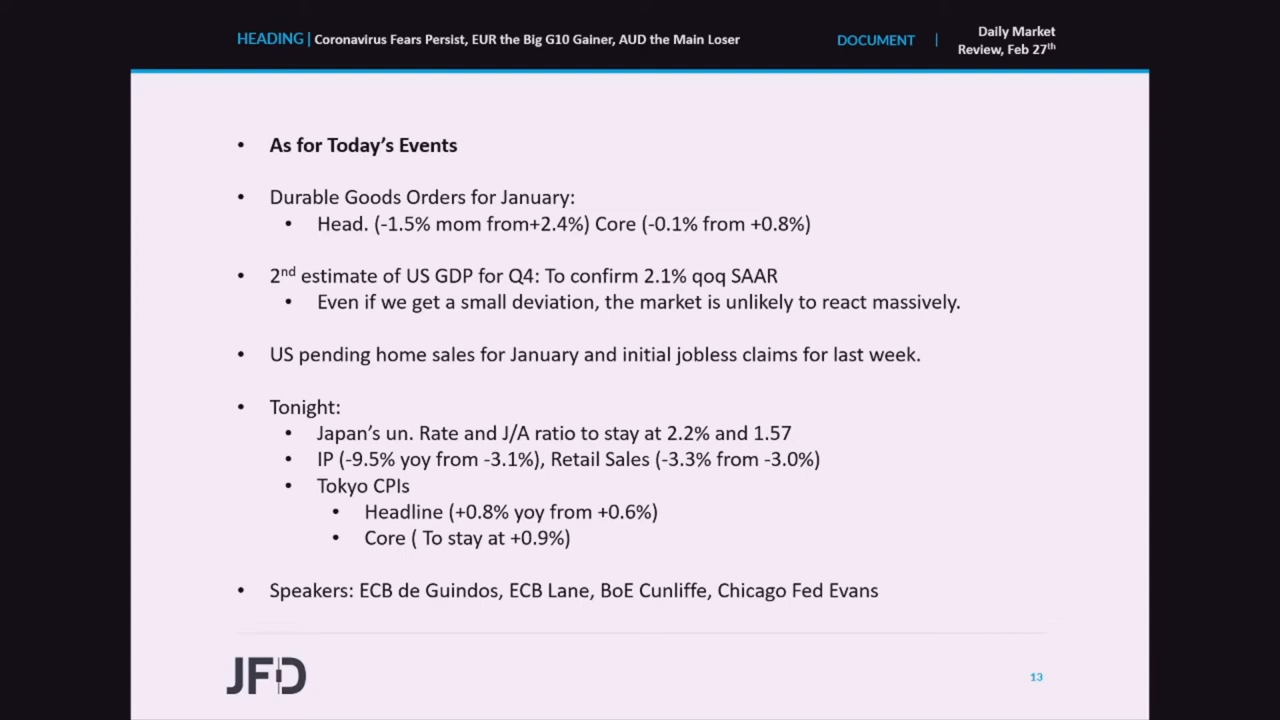 HEADING | Coronavirus Fears Persist, EUR the Big G10 Gainer, AUD the Main Loser
DOCUMENT | Daily Market
Review, Feb 27th
• As for Today's Events
• Durable Goods Orders for January:
• Head. (-1.5% mom from+2.4%) Core (-0.1% from +0.8%)
• 2nd estimate of US GDP for Q4: To confirm 2.1% qoq SAAR
• Even if we get a small deviation, the market is unlikely to react massively.
• US pending home sales for January and initial jobless claims for last week.
• Tonight:
• Japan's un. Rate and J/A ratio to stay at 2.2% and 1.57
• IP (-9.5% yoy from -3.1%), Retail Sales (-3.3% from -3.0%)
• Tokyo CPIs
• Headline (+0.8% yoy from +0.6%)
• Core ( To stay at +0.9%)
• Speakers: ECB de Guindos, ECB Lane, BoE Cunliffe, Chicago Fed Evans
JFD
13